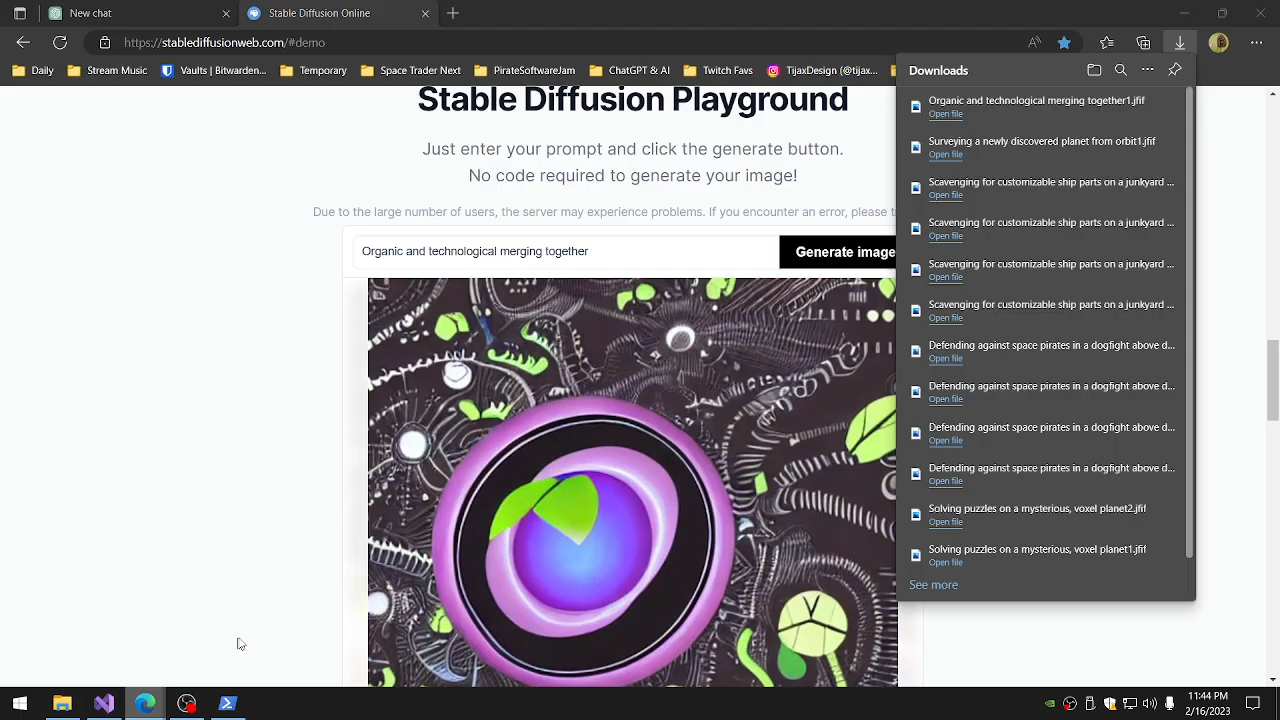 New chat
Stable Diffusion Online
https://stablediffusionweb.com/#demo
Daily
Stream Music
Vaults | Bitwarden...
Temporary
Space Trader
PirateSoftwareJam
ChatGPT & AI
Twitch Favs
TijaxDesign (@tijax...
Downloads
Organic and technological merging together1.jfif
Open file
Surveying a newly discovered planet from orbit1.jfif
Open file
Scavenging for customizable ship parts on a junkyard ...
Open file
Scavenging for customizable ship parts on a junkyard ...
Open file
Scavenging for customizable ship parts on a junkyard ...
Open file
Scavenging for customizable ship parts on a junkyard ...
Open file
Defending against space pirates in a dogfight above d...
Open file
Defending against space pirates in a dogfight above d...
Open file
Defending against space pirates in a dogfight above d...
Open file
Defending against space pirates in a dogfight above d...
Open file
Solving puzzles on a mysterious, voxel planet2.jfif
Open file
Solving puzzles on a mysterious, voxel planet1.jfif
Open file
See more
Stable Diffusion Playground
Just enter your prompt and click the generate button.
No code required to generate your image!
Due to the large number of users, the server may experience problems. If you encounter an error, please t
Organic and technological merging together
Generate image
11:44 PM
2/16/2023